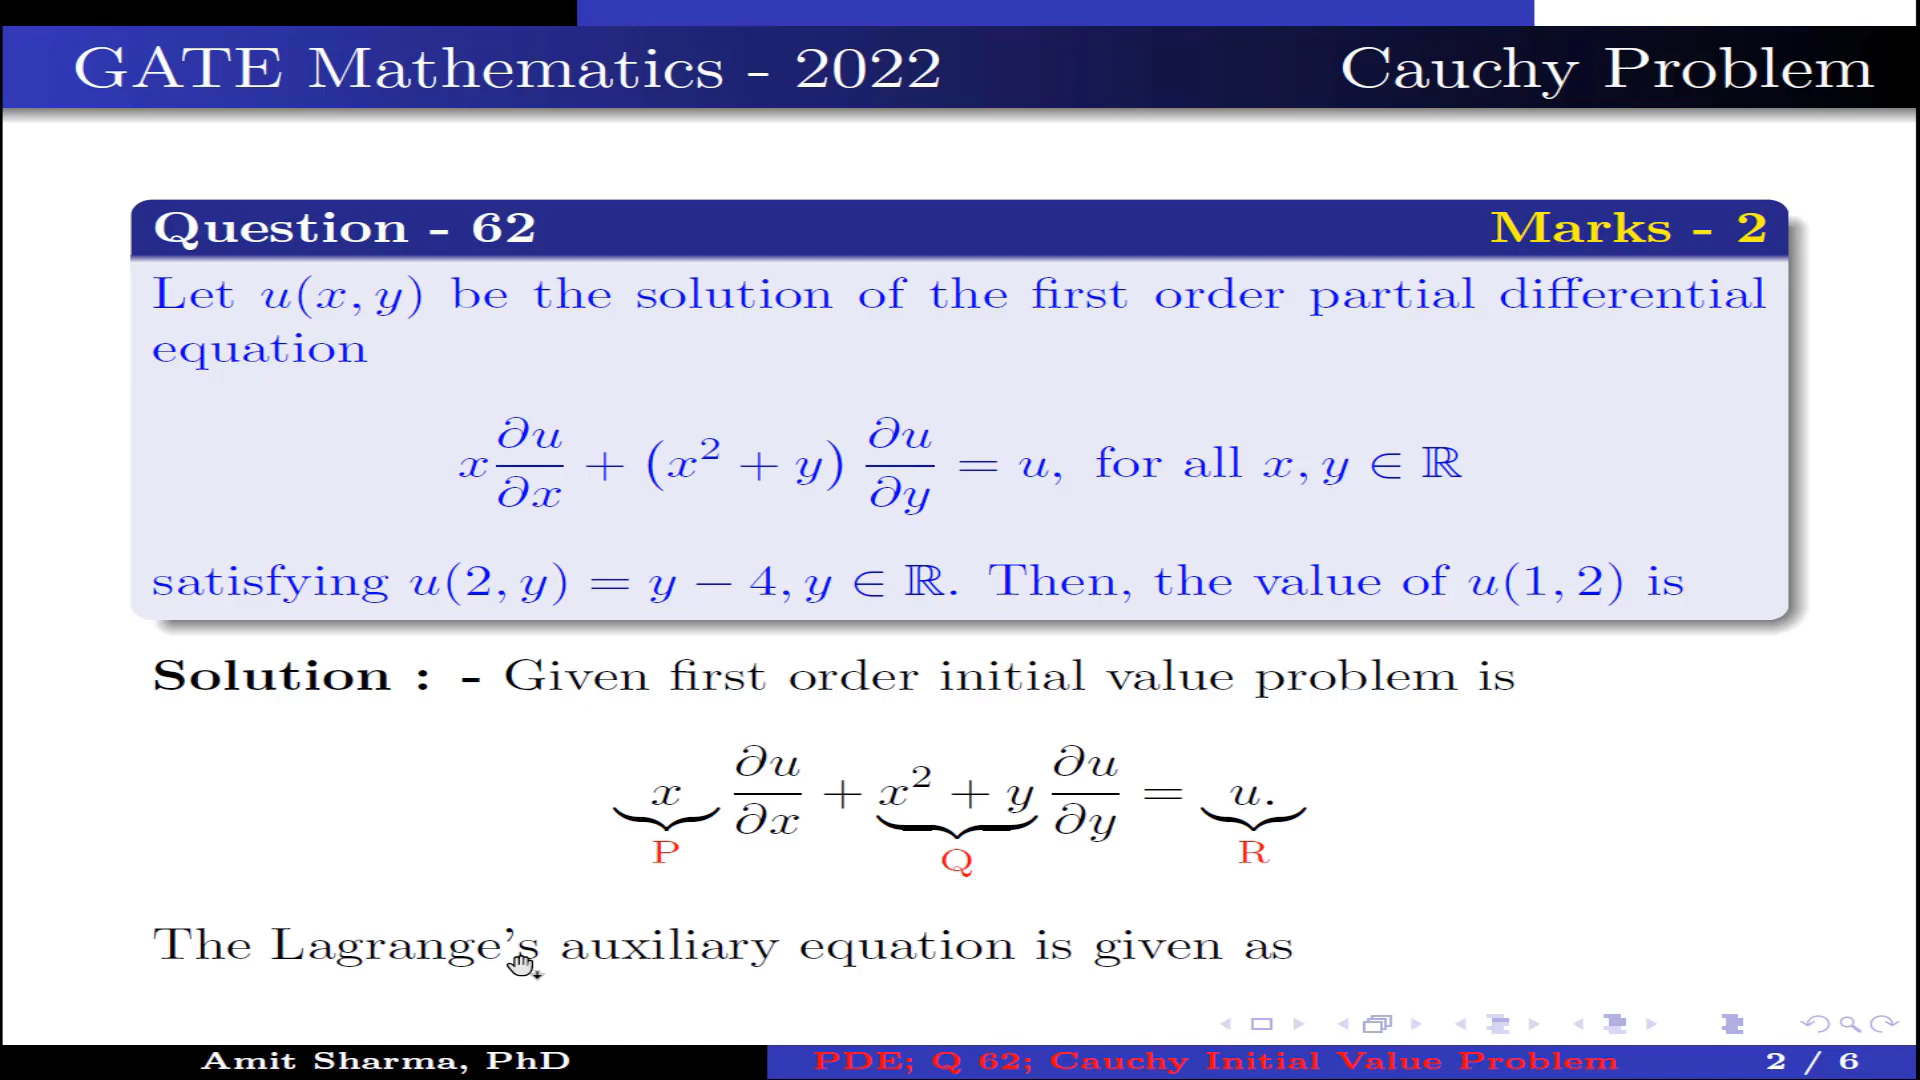 GATE Mathematics - 2022 Cauchy Problem
Question - 62 Marks - 2
Let u(x, y) be the solution of the first order partial differential
equation
x ∂u/∂x + (x² + y) ∂u/∂y = u, for all x, y ∈ ℝ
satisfying u(2, y) = y − 4, y ∈ ℝ. Then, the value of u(1, 2) is
Solution : - Given first order initial value problem is
x ∂u/∂x + x² + y ∂u/∂y = u.
P Q R
The Lagrange's auxiliary equation is given as
Amit Sharma, PhD PDE; Q 62; Cauchy Initial Value Problem 2 / 6